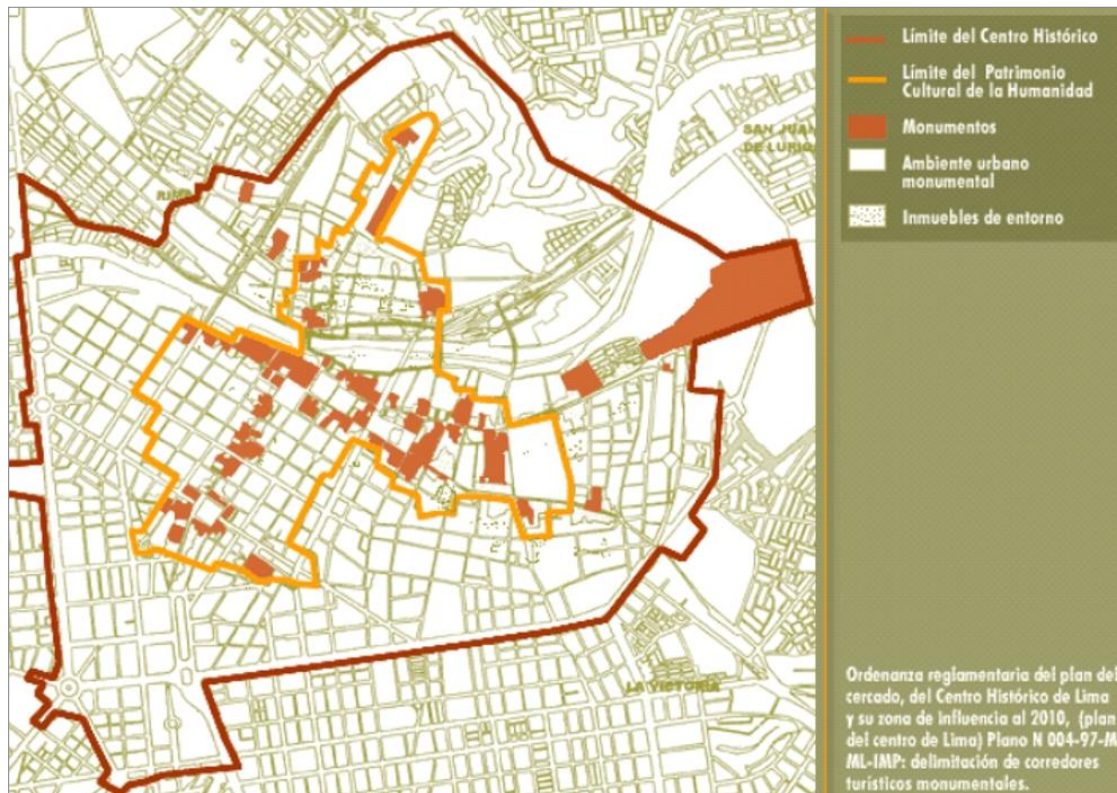 Límite del Centro Histórico
Límite del Patrimonio
Cultural de la Humanidad
Monumentos
Ambiente urbano
monumental
Inmuebles de entorno
SAN JUAN
DE LURIG
LA VICTORIA
Ordenanza reglamentaria del plan del
cercado, del Centro Histórico de Lima
y su zona de influencia al 2010, (plan
del centro de Lima) Plano N 004-97-M
ML-IMP: delimitación de corredores
turísticos monumentales.